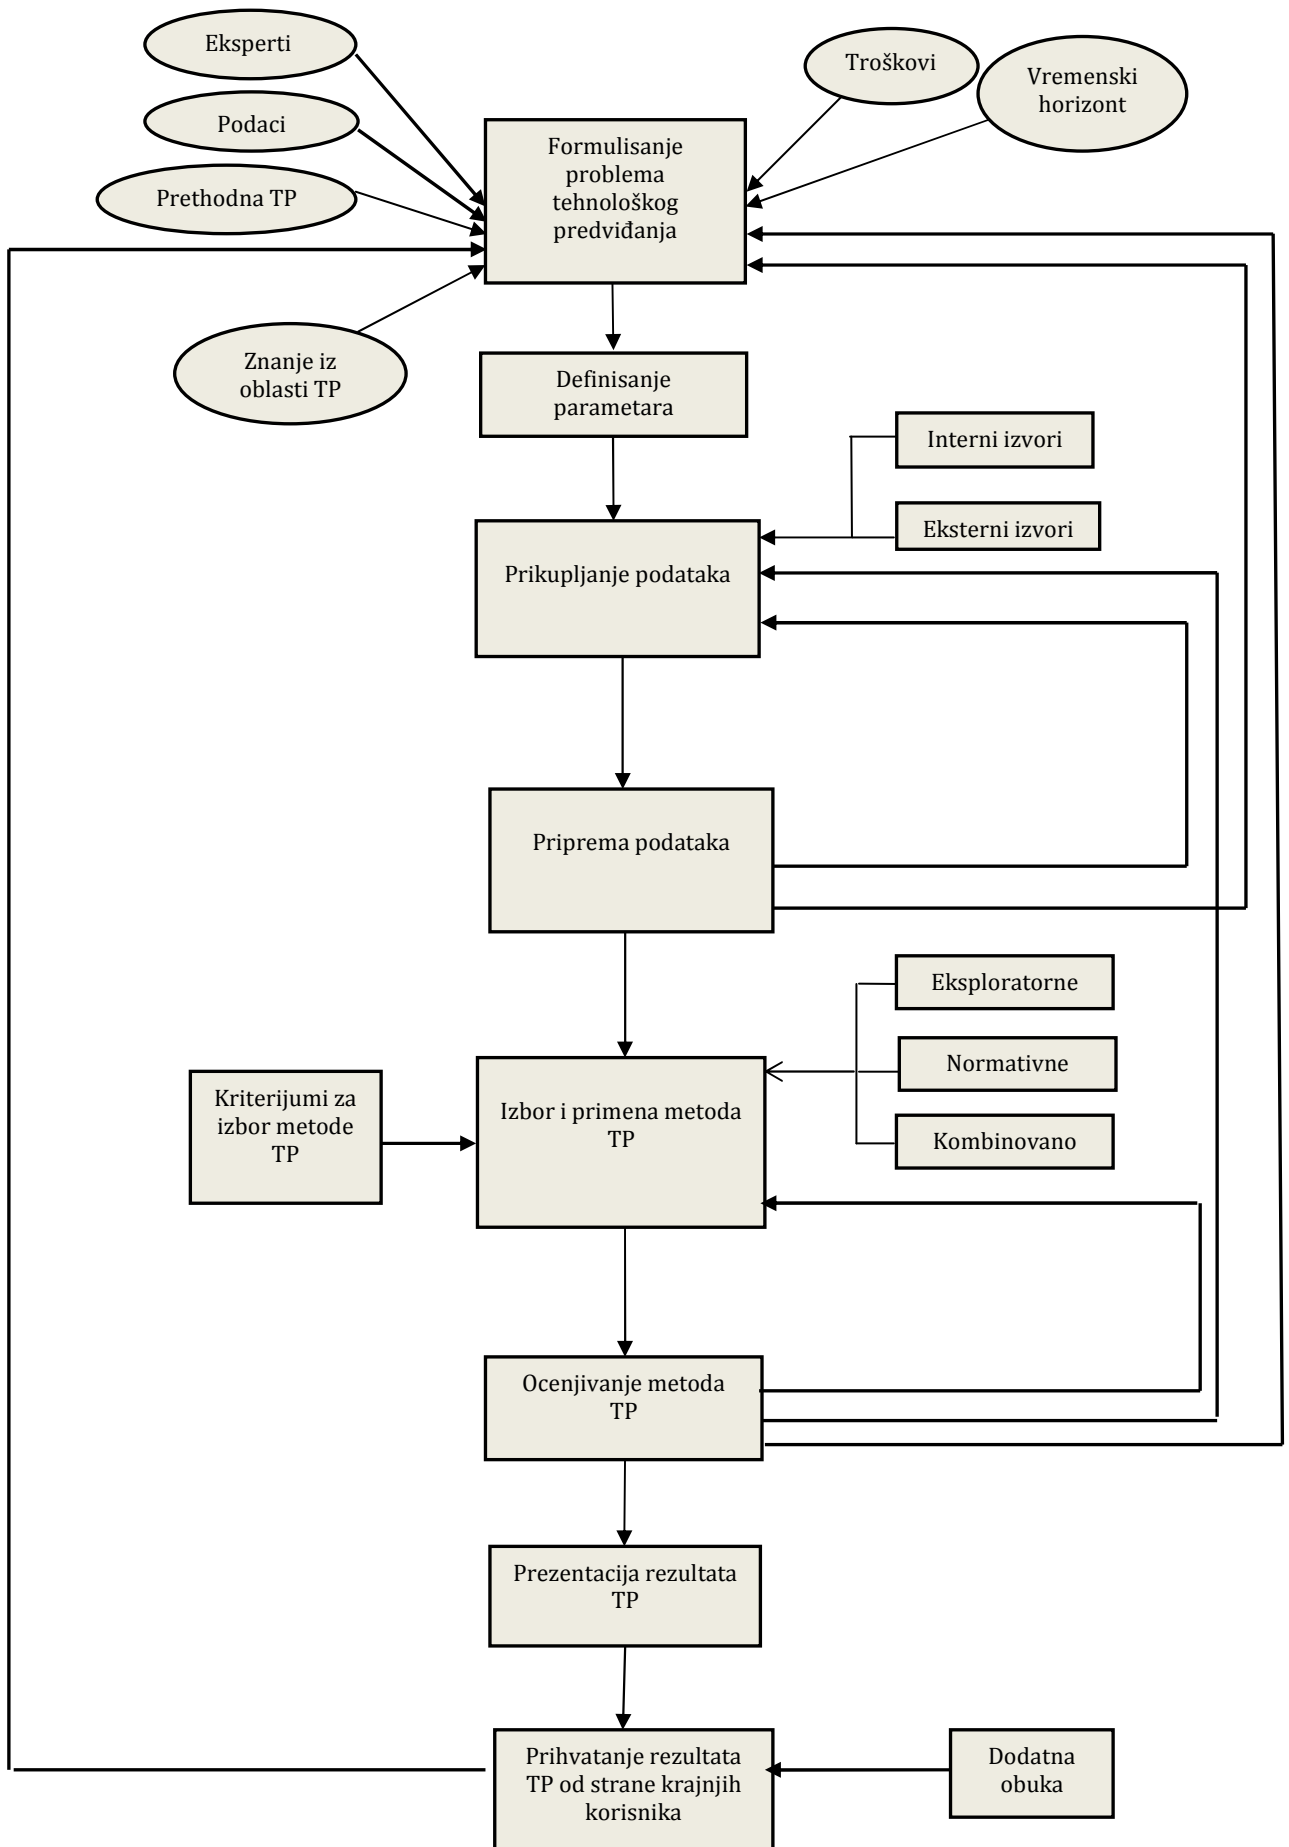 Eksperti
Troškovi
Vremenski
horizont
Podaci
Prethodna TP
Formulisanje
problema
tehnološkog
predviđanja
Znanje iz
oblasti TP
Definisanje
parametara
Interni izvori
Eksterni izvori
Prikupljanje podataka
Priprema podataka
Eksploratorne
Normativne
Kombinovano
Kriterijumi za
izbor metode
TP
Izbor i primena metoda
TP
Ocenjivanje metoda
TP
Prezentacija rezultata
TP
Prihvatanje rezultata
TP od strane krajnjih
korisnika
Dodatna
obuka